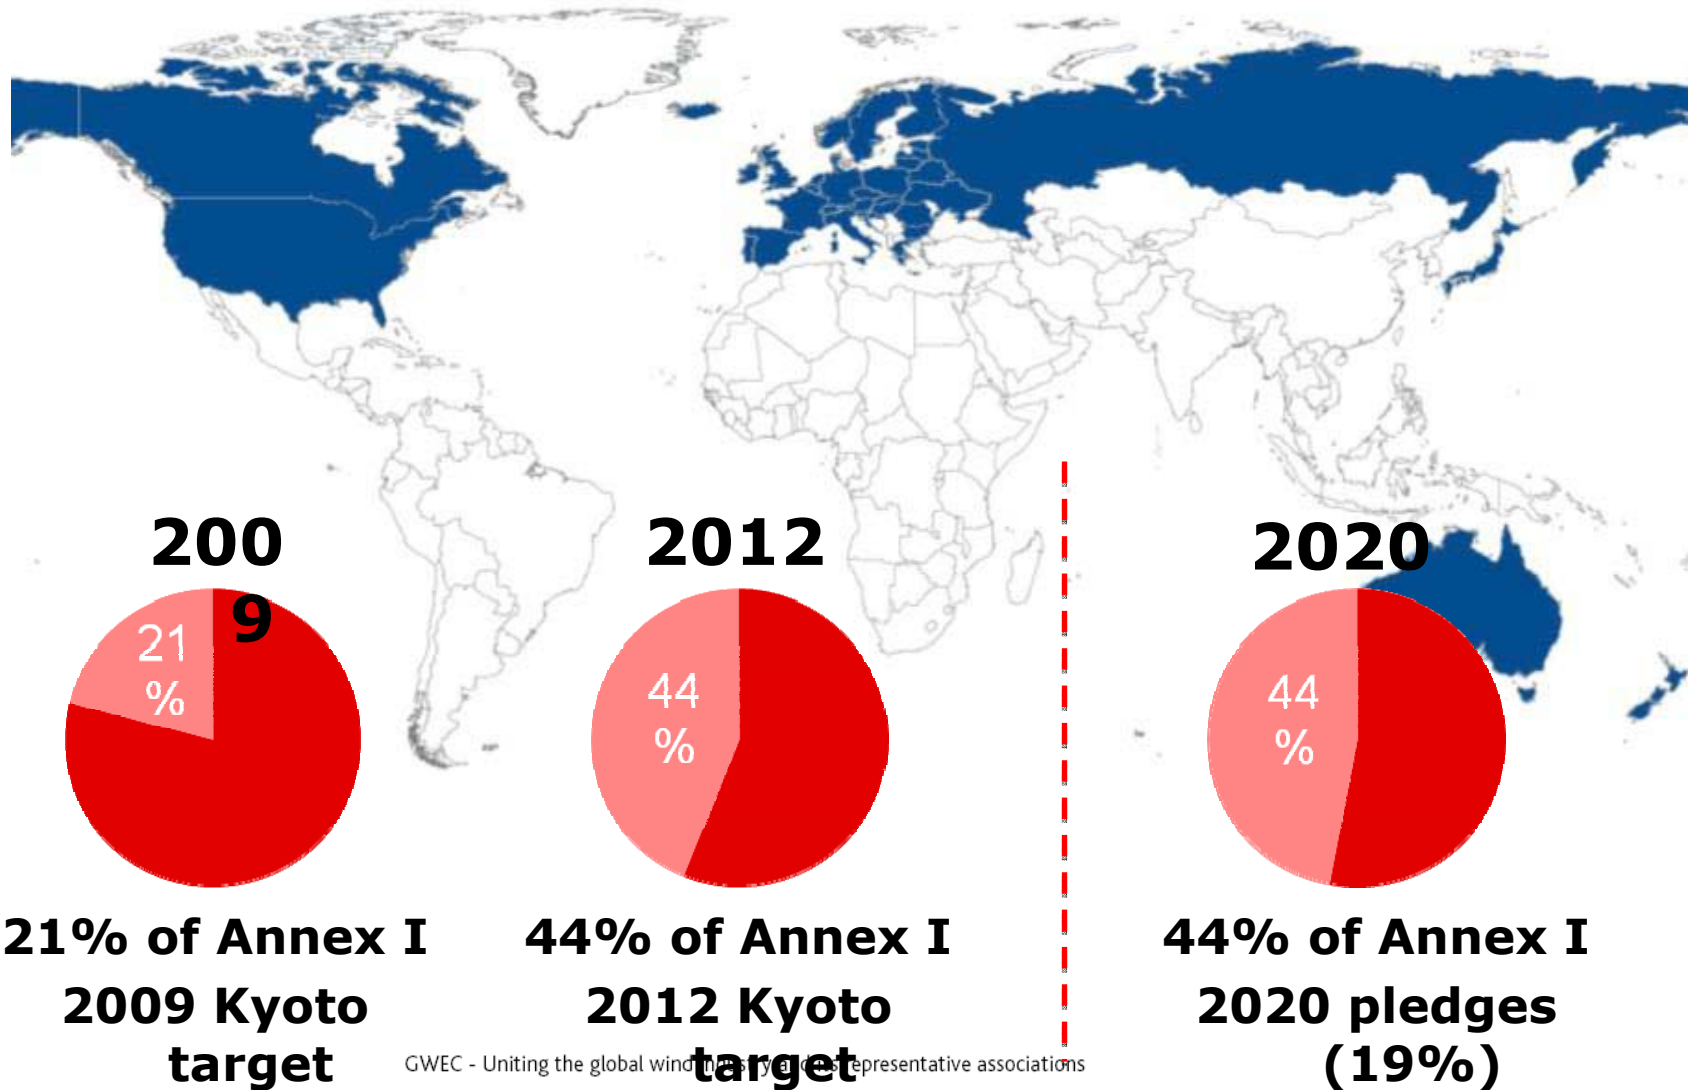 200
9
2012
2020
21
%
44
%
44
%
21% of Annex I
2009 Kyoto
target
44% of Annex I
2012 Kyoto
target
44% of Annex I
2020 pledges
(19%)
GWEC - Uniting the global wind representative associations